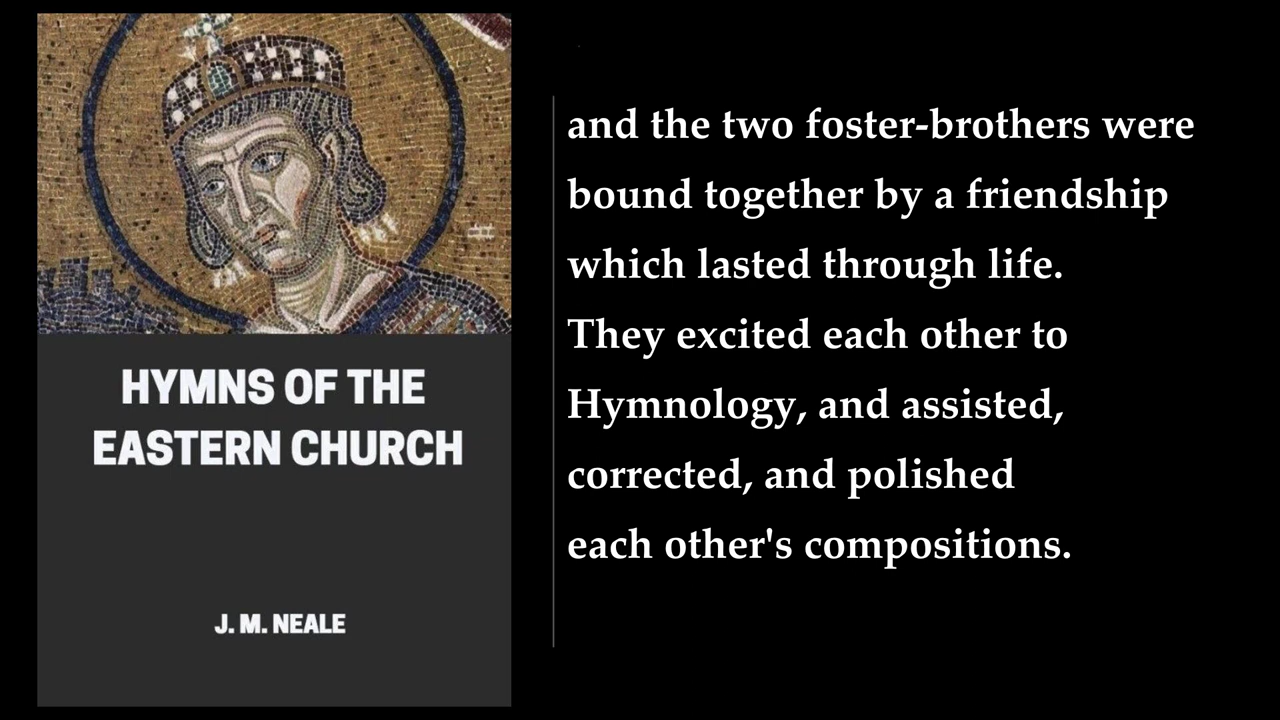 HYMNS OF THE
EASTERN CHURCH
J. M. NEALE
and the two foster-brothers were
bound together by a friendship
which lasted through life.
They excited each other to
Hymnology, and assisted,
corrected, and polished
each other's compositions.